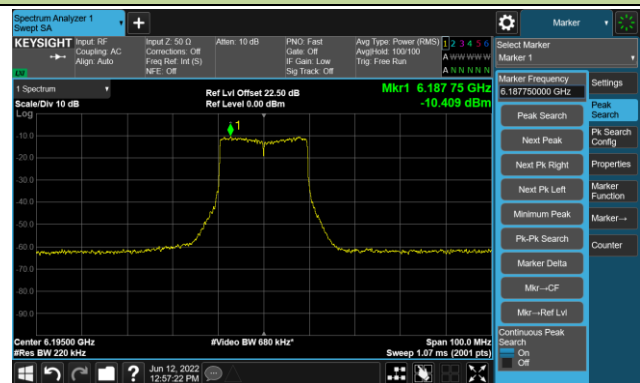 Spectrum Analyzer 1
Swept SA
+
Marker
KEYSIGHT
Input: RF
Coupling: AC
Align: Auto
Input Z: 50 Ω
Corrections: Off
Freq Ref: Int (S)
NFE: Off
Atten: 10 dB
PNO: Fast
Gate: Off
IF Gain: Low
Sig Track: Off
Avg Type: Power (RMS)
Avg|Hold: 100/100
Trig: Free Run
1 2 3 4 5 6
A W W W W W
A N N N N N
LXI
Select Marker
Marker 1
1 Spectrum
Scale/Div 10 dB
Log
Ref Lvl Offset 22.50 dB
Ref Level 0.00 dBm
Mkr1 6.187 75 GHz
-10.409 dBm
1
-10.0
-20.0
-30.0
-40.0
-50.0
-60.0
-70.0
-80.0
-90.0
Center 6.19500 GHz
#Res BW 220 kHz
#Video BW 680 kHz*
Span 100.0 MHz
Sweep 1.07 ms (2001 pts)
Marker Frequency
6.187750000 GHz
Peak Search
Next Peak
Next Pk Right
Next Pk Left
Minimum Peak
Pk-Pk Search
Marker Delta
Mkr→CF
Mkr→Ref Lvl
Continuous Peak
Search
On
Off
Settings
Peak
Search
Pk Search
Config
Properties
Marker
Function
Marker→
Counter
?
Jun 12, 2022
12:57:22 PM